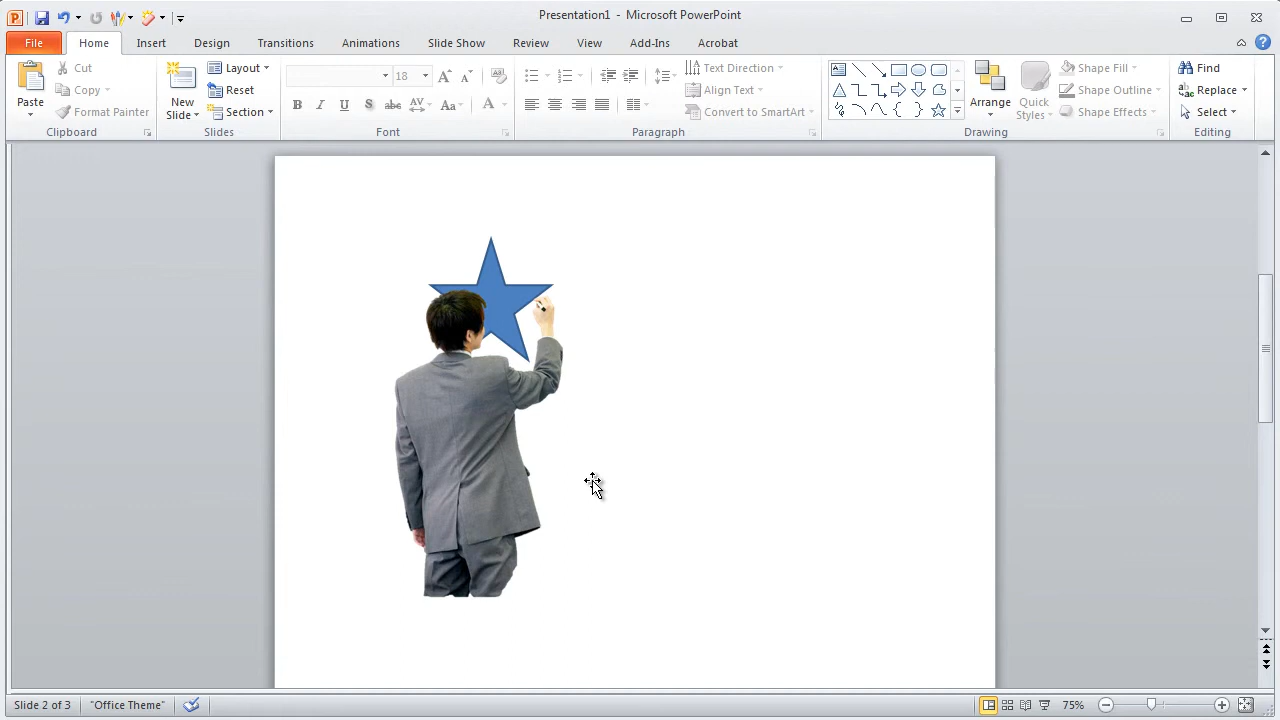 Presentation1 - Microsoft PowerPoint
File Home Insert Design Transitions Animations Slide Show Review View Add-Ins Acrobat
Paste
Cut
Copy
Format Painter
Clipboard
New Slide
Layout
Reset
Section
Slides
18
B I U S abc AV Aa A
Font
Text Direction
Align Text
Convert to SmartArt
Paragraph
Arrange
Quick Styles
Shape Fill
Shape Outline
Shape Effects
Drawing
Find
Replace
Select
Editing
Slide 2 of 3 "Office Theme" 75%